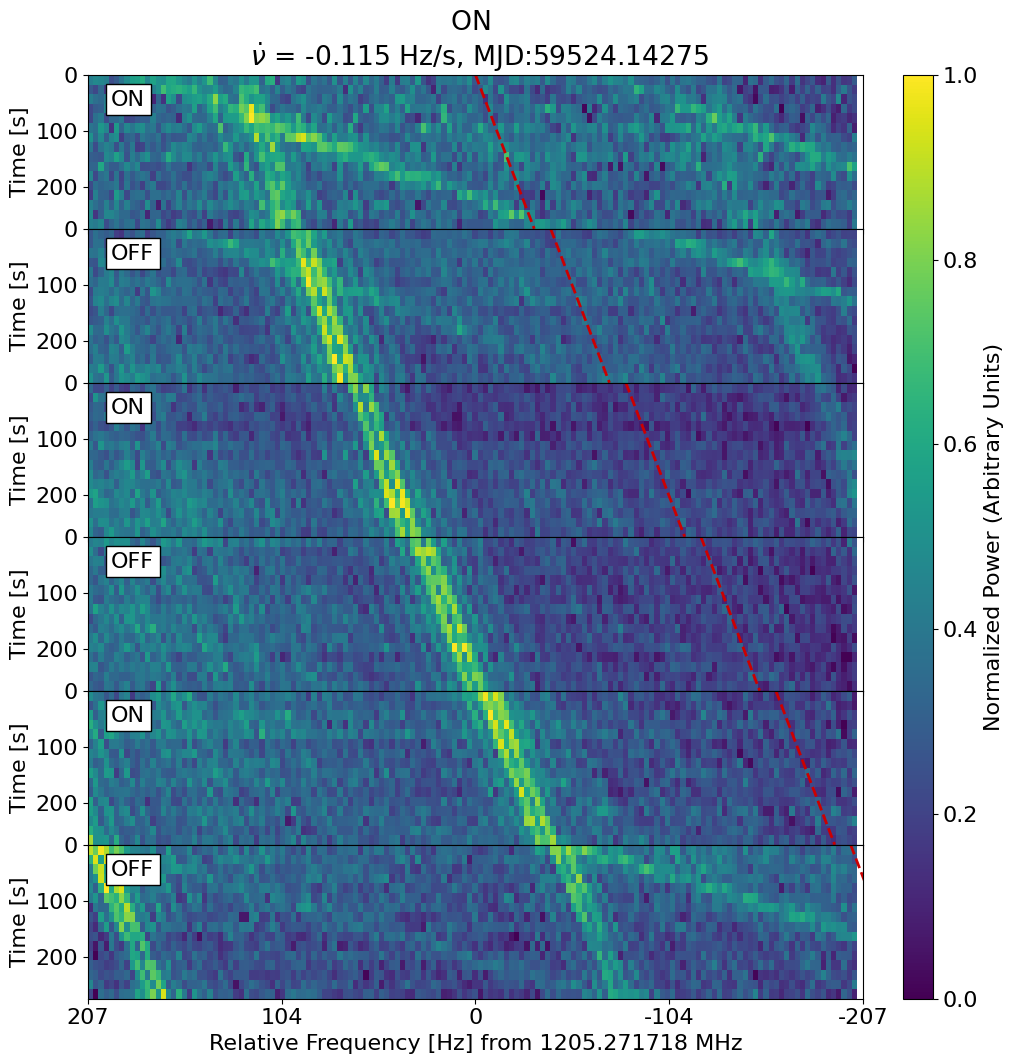 ON
ν̇ = -0.115 Hz/s, MJD:59524.14275
0
100
200
Time [s]
ON
0
100
200
Time [s]
OFF
0
100
200
Time [s]
ON
0
100
200
Time [s]
OFF
0
100
200
Time [s]
ON
0
100
200
Time [s]
OFF
207 104 0 -104 -207
Relative Frequency [Hz] from 1205.271718 MHz
1.0
0.8
0.6
0.4
0.2
0.0
Normalized Power (Arbitrary Units)